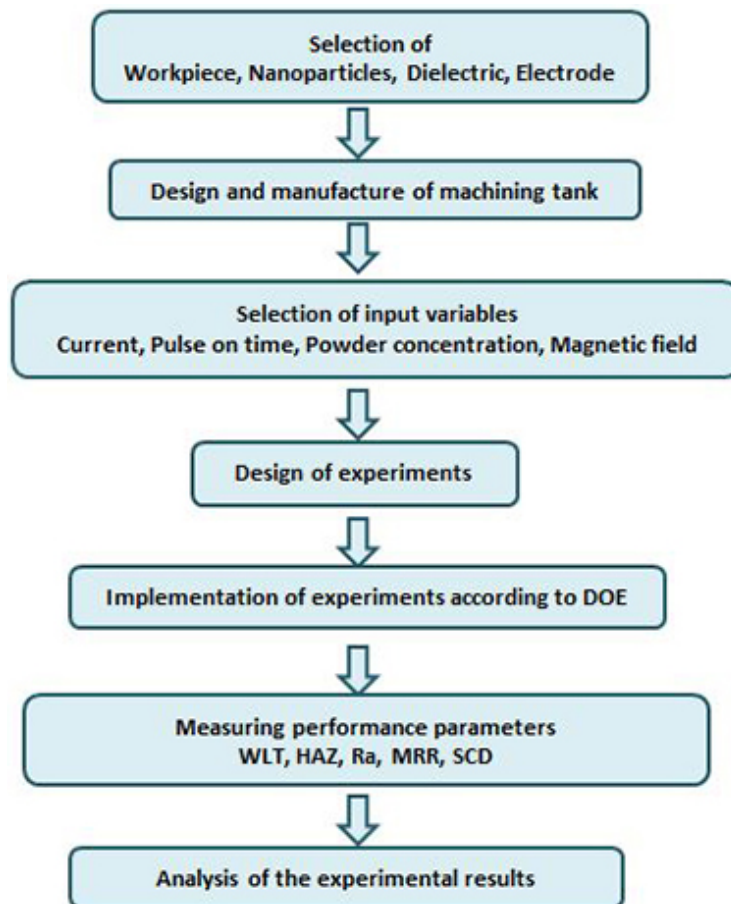 Selection of
Workpiece, Nanoparticles, Dielectric, Electrode
Design and manufacture of machining tank
Selection of input variables
Current, Pulse on time, Powder concentration, Magnetic field
Design of experiments
Implementation of experiments according to DOE
Measuring performance parameters
WLT, HAZ, Ra, MRR, SCD
Analysis of the experimental results